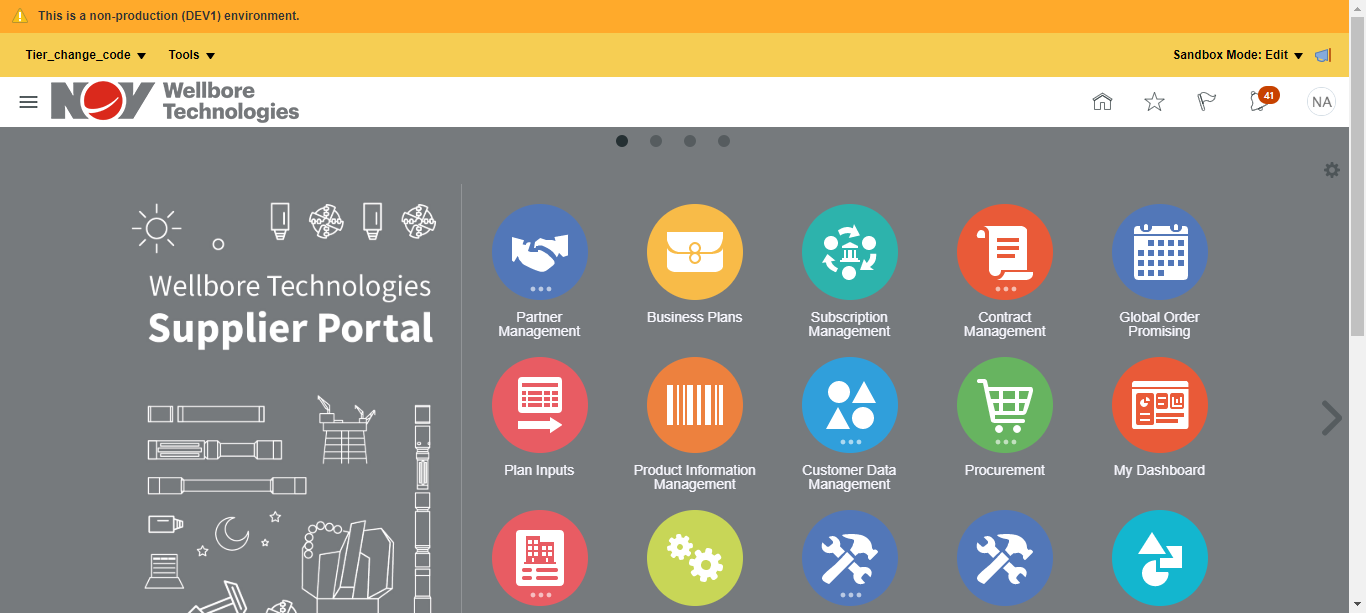 This is a non-production (DEV1) environment.
Tier_change_code Tools Sandbox Mode: Edit
NOV Wellbore
Technologies
41
NA
Wellbore Technologies
Supplier Portal
Partner
Management
Business Plans
Subscription
Management
Contract
Management
Global Order
Promising
Plan Inputs
Product Information
Management
Customer Data
Management
Procurement
My Dashboard